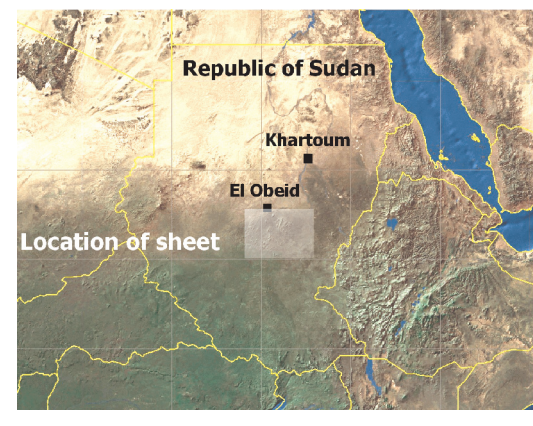 Republic of Sudan
Khartoum
El Obeid
Location of sheet